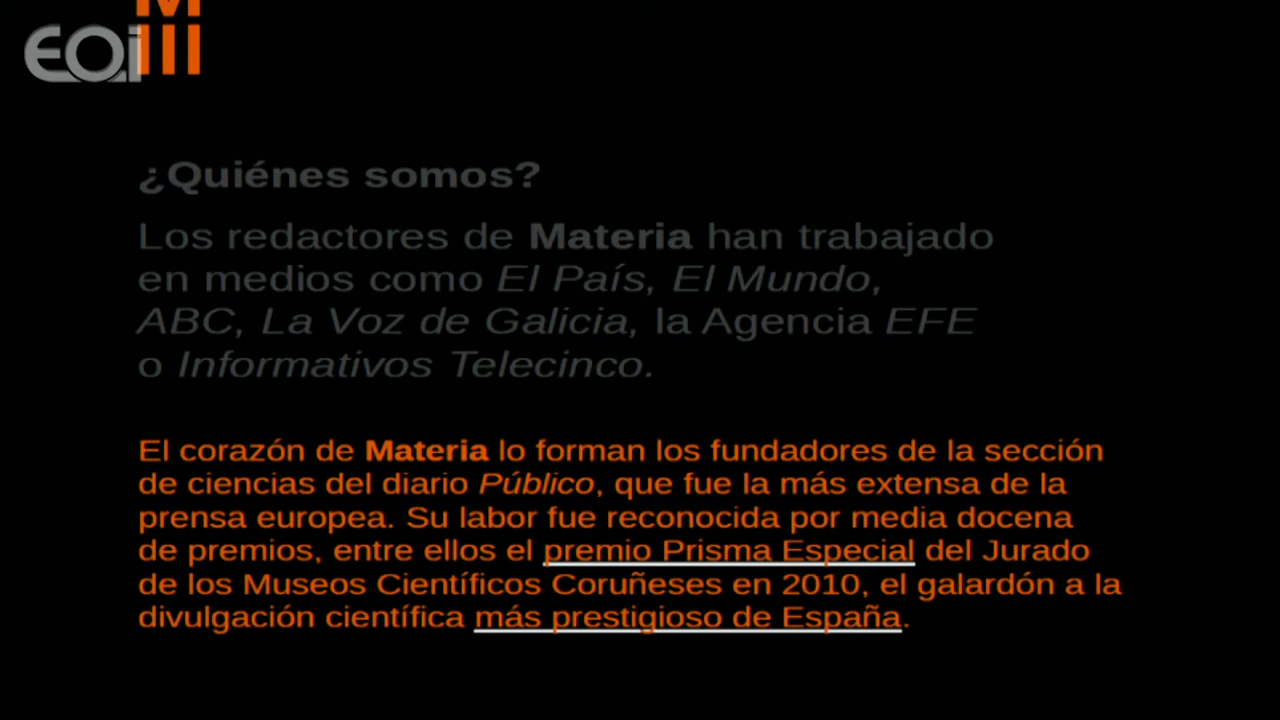 EOi
M
¿Quiénes somos?
Los redactores de Materia han trabajado
en medios como El País, El Mundo,
ABC, La Voz de Galicia, la Agencia EFE
o Informativos Telecinco.
El corazón de Materia lo forman los fundadores de la sección
de ciencias del diario Público, que fue la más extensa de la
prensa europea. Su labor fue reconocida por media docena
de premios, entre ellos el premio Prisma Especial del Jurado
de los Museos Científicos Coruñeses en 2010, el galardón a la
divulgación científica más prestigioso de España.